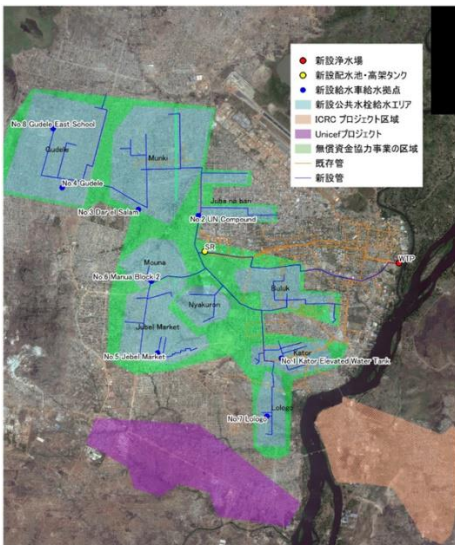 新設浄水場
新設配水池・高架タンク
新設給水車給水拠点
新設公共水栓給水エリア
ICRC プロジェクト区域
Unicefプロジェクト
無償資金協力事業の区域
既存管
新設管
No.8 Gudele East School
Gudele
Munki
No.4 Gudele
No.3 Dar el Salam
Juba na bari
No.2 UN Compound
SR
WTP
Mouna
No.6 Manua Block 2
Buluk
Nyakuron
Jebel Market
No.5 Jebel Market
Kator
No.1 Kator Elevated Water Tank
Lologo
No.7 Lologo